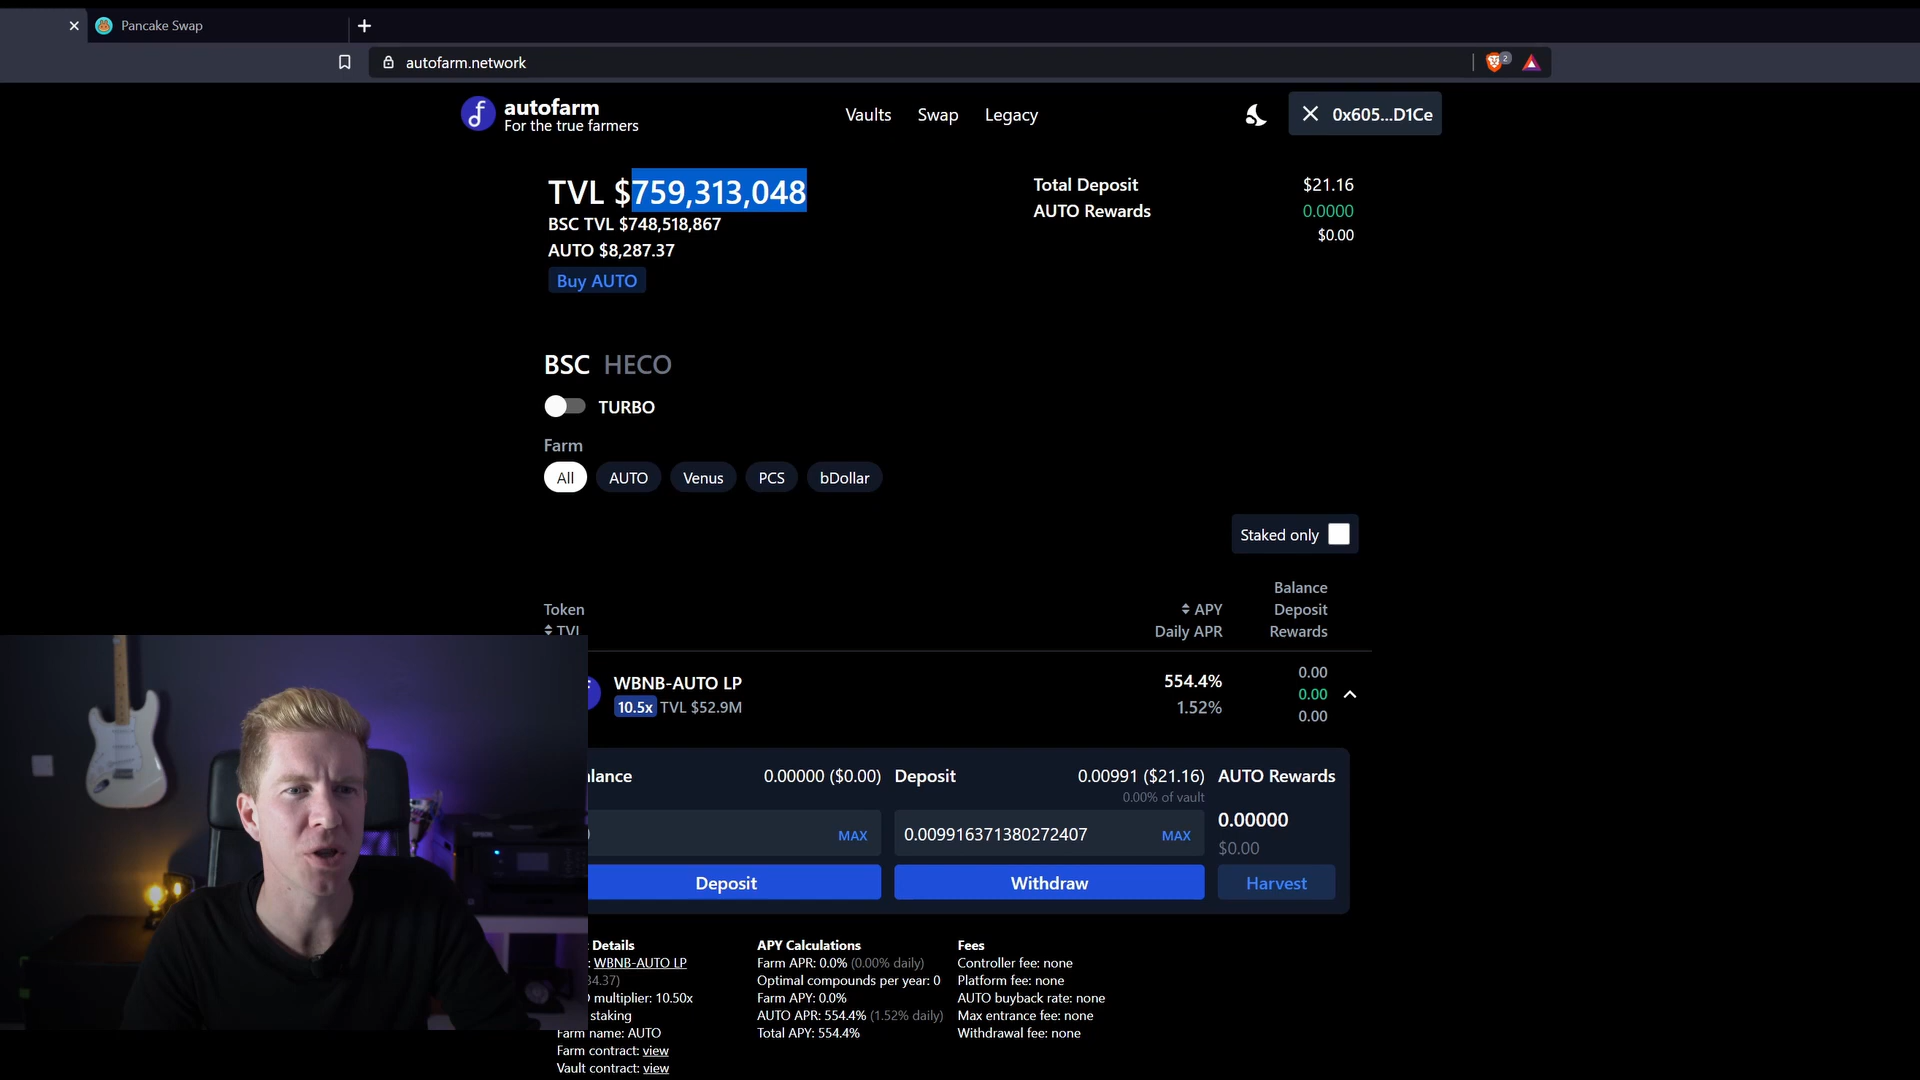 Pancake Swap
autofarm.network
2
autofarm
For the true farmers
Vaults
Swap
Legacy
0x605...D1Ce
TVL $759,313,048
BSC TVL $748,518,867
AUTO $8,287.37
Buy AUTO
Total Deposit $21.16
AUTO Rewards 0.0000
$0.00
BSC HECO
TURBO
Farm
All AUTO Venus PCS bDollar
Staked only
Token
TVL
APY
Daily APR
Balance
Deposit
Rewards
WBNB-AUTO LP
10.5x TVL $52.9M
554.4%
1.52%
0.00
0.00
0.00
lance 0.00000 ($0.00)
MAX
Deposit
Deposit 0.00991 ($21.16)
0.00% of vault
0.009916371380272407 MAX
Withdraw
AUTO Rewards
0.00000
$0.00
Harvest
Details
: WBNB-AUTO LP
34.37)
multiplier: 10.50x
staking
Farm name: AUTO
Farm contract: view
Vault contract: view
APY Calculations
Farm APR: 0.0% (0.00% daily)
Optimal compounds per year: 0
Farm APY: 0.0%
AUTO APR: 554.4% (1.52% daily)
Total APY: 554.4%
Fees
Controller fee: none
Platform fee: none
AUTO buyback rate: none
Max entrance fee: none
Withdrawal fee: none